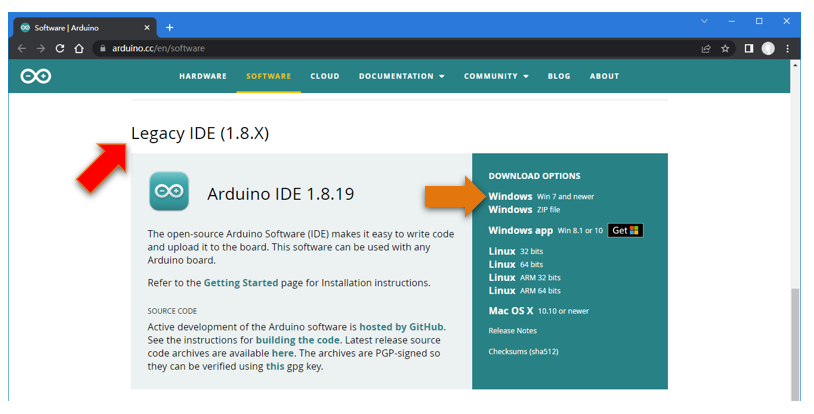 Software | Arduino
arduino.cc/en/software
HARDWARE SOFTWARE CLOUD DOCUMENTATION COMMUNITY BLOG ABOUT
Legacy IDE (1.8.X)
Arduino IDE 1.8.19
The open-source Arduino Software (IDE) makes it easy to write code
and upload it to the board. This software can be used with any
Arduino board.
Refer to the Getting Started page for Installation instructions.
SOURCE CODE
Active development of the Arduino software is hosted by GitHub.
See the instructions for building the code. Latest release source
code archives are available here. The archives are PGP-signed so
they can be verified using this gpg key.
DOWNLOAD OPTIONS
Windows Win 7 and newer
Windows ZIP file
Windows app Win 8.1 or 10 Get
Linux 32 bits
Linux 64 bits
Linux ARM 32 bits
Linux ARM 64 bits
Mac OS X 10.10 or newer
Release Notes
Checksums (sha512)